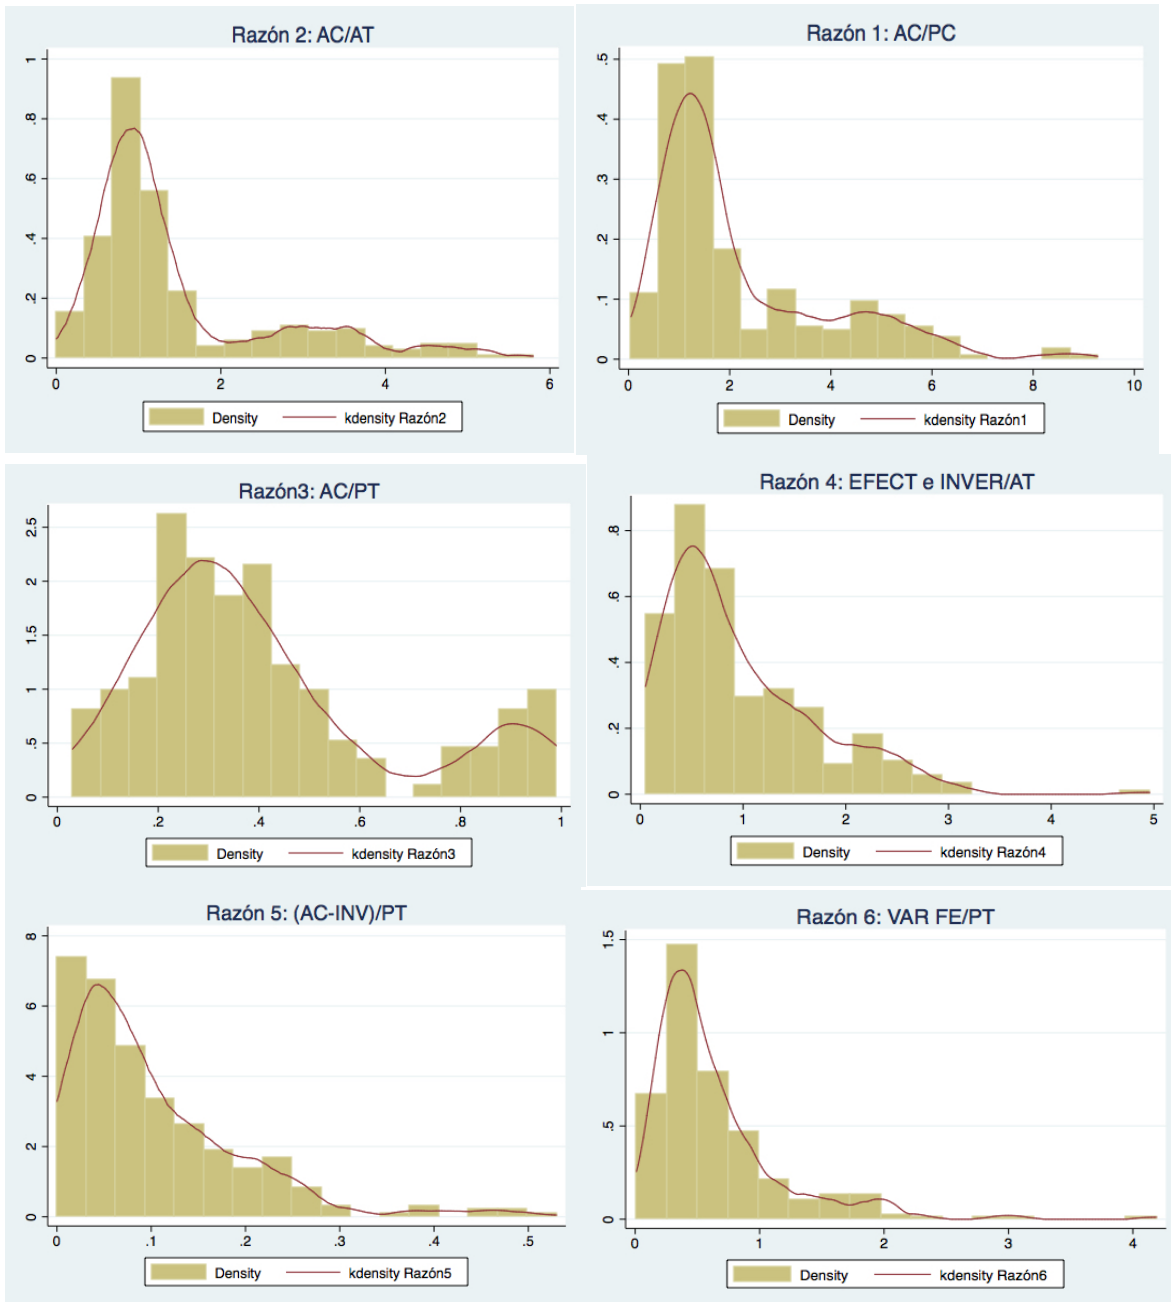 Razón 2: AC/AT
1
.8
.6
.4
.2
0
0 2 4 6
Density kdensity Razón2
Razón 1: AC/PC
.5
.4
.3
.2
.1
0
0 2 4 6 8 10
Density kdensity Razón1
Razón3: AC/PT
2.5
2
1.5
1
.5
0
0 .2 .4 .6 .8 1
Density kdensity Razón3
Razón 4: EFECT e INVER/AT
.8
.6
.4
.2
0
0 1 2 3 4 5
Density kdensity Razón4
Razón 5: (AC-INV)/PT
8
6
4
2
0
0 .1 .2 .3 .4 .5
Density kdensity Razón5
Razón 6: VAR FE/PT
1.5
1
.5
0
0 1 2 3 4
Density kdensity Razón6